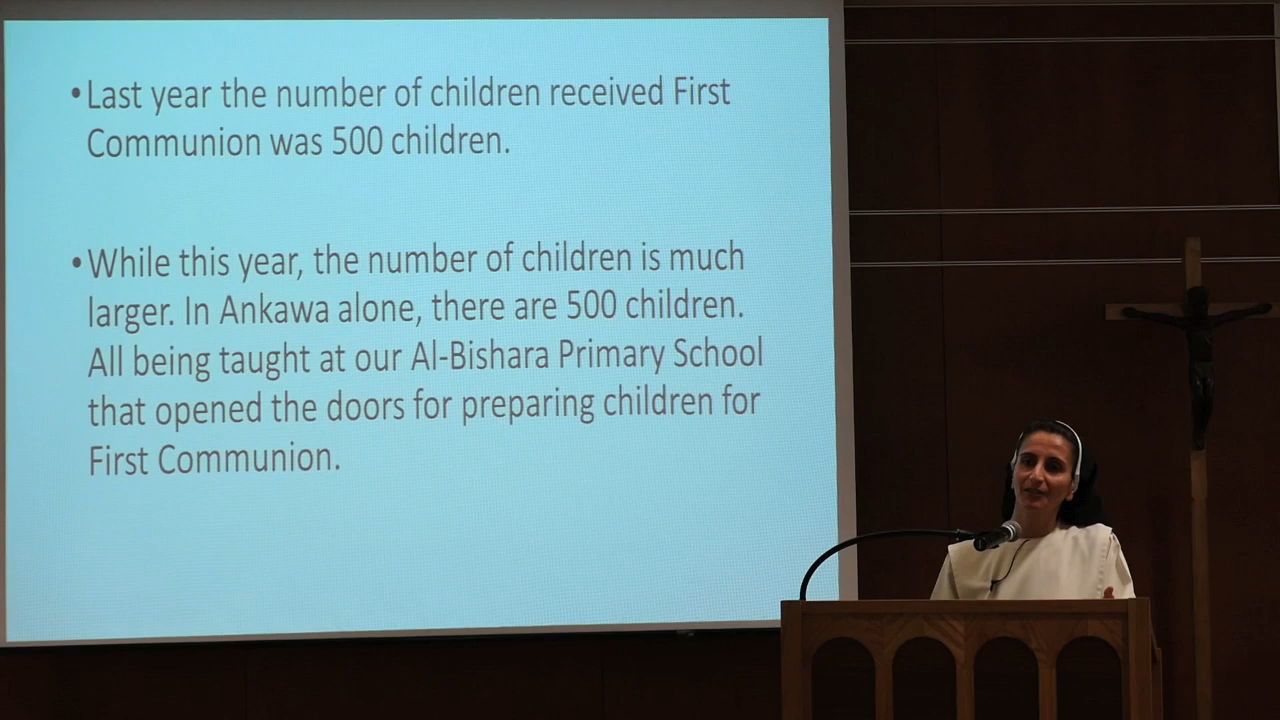 •Last year the number of children received First
Communion was 500 children.
•While this year, the number of children is much
larger. In Ankawa alone, there are 500 children.
All being taught at our Al-Bishara Primary School
that opened the doors for preparing children for
First Communion.